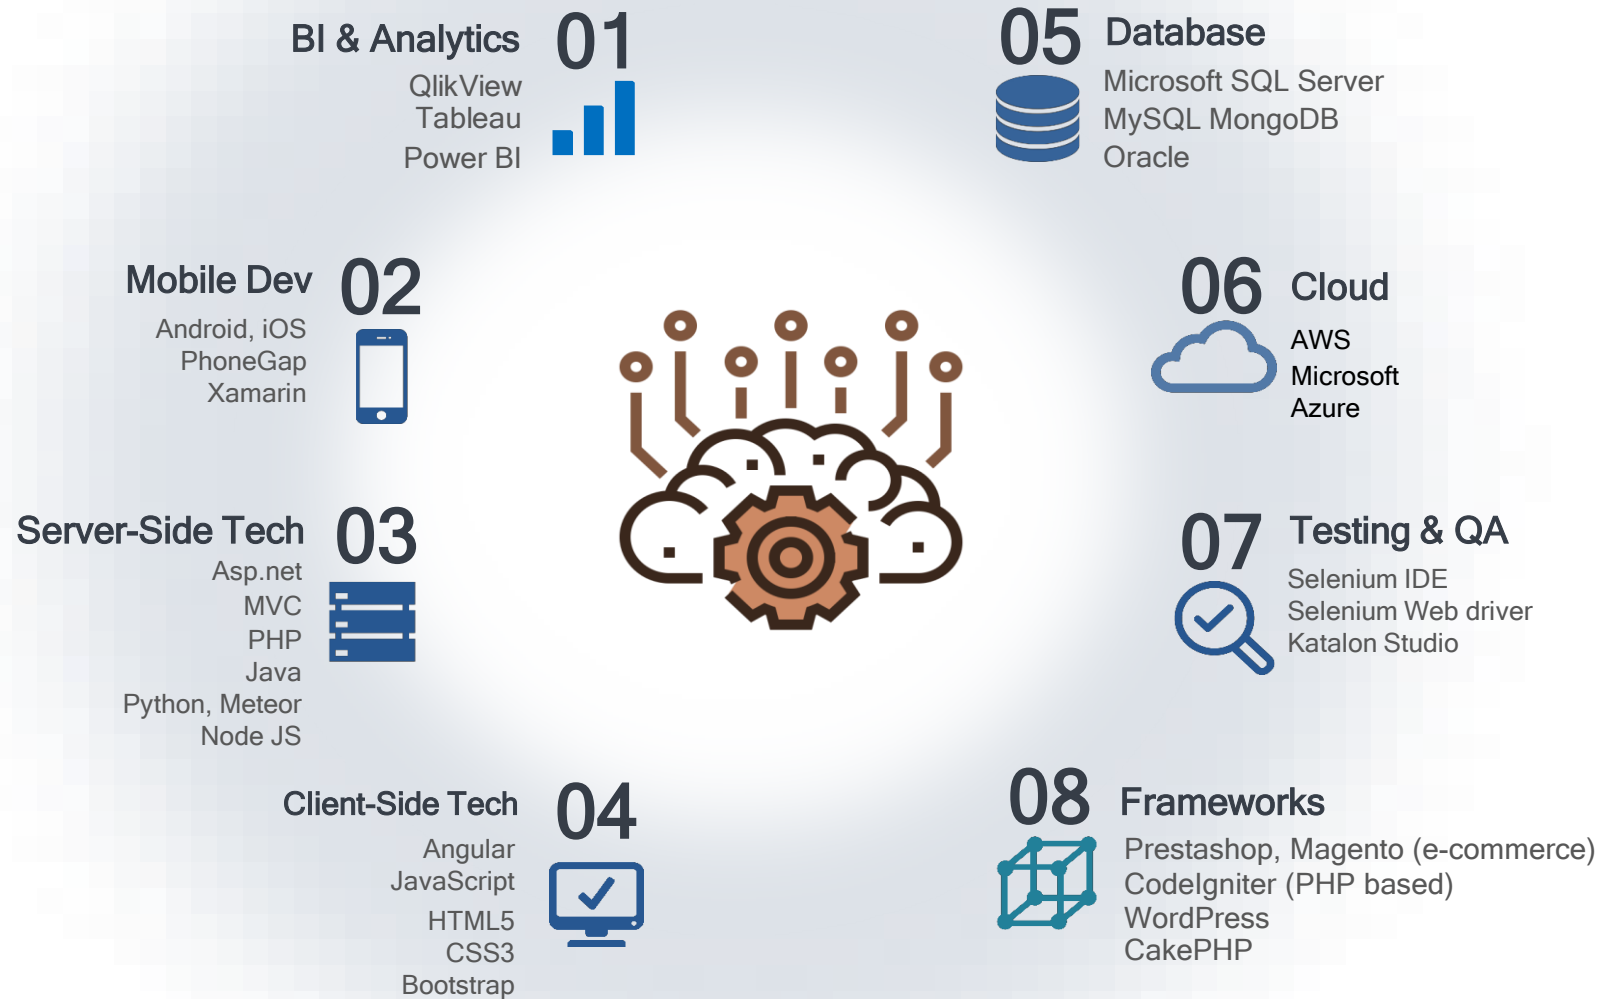 BI & Analytics
01
QlikView
Tableau
Power BI
Mobile Dev
02
Android, iOS
PhoneGap
Xamarin
Server-Side Tech
03
Asp.net
MVC
PHP
Java
Python, Meteor
Node JS
Client-Side Tech
04
Angular
JavaScript
HTML5
CSS3
Bootstrap
05
Database
Microsoft SQL Server
MySQL MongoDB
Oracle
06
Cloud
AWS
Microsoft
Azure
07
Testing & QA
Selenium IDE
Selenium Web driver
Katalon Studio
08
Frameworks
Prestashop, Magento (e-commerce)
CodeIgniter (PHP based)
WordPress
CakePHP